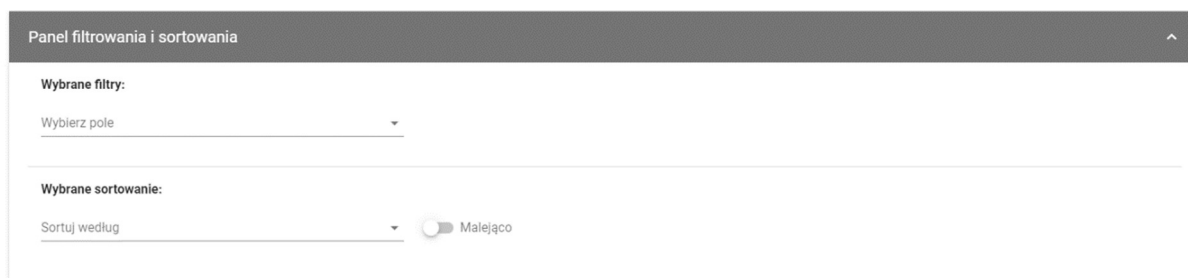 Panel filtrowania i sortowania
Wybrane filtry:
Wybierz pole
Wybrane sortowanie:
Sortuj według
Malejąco